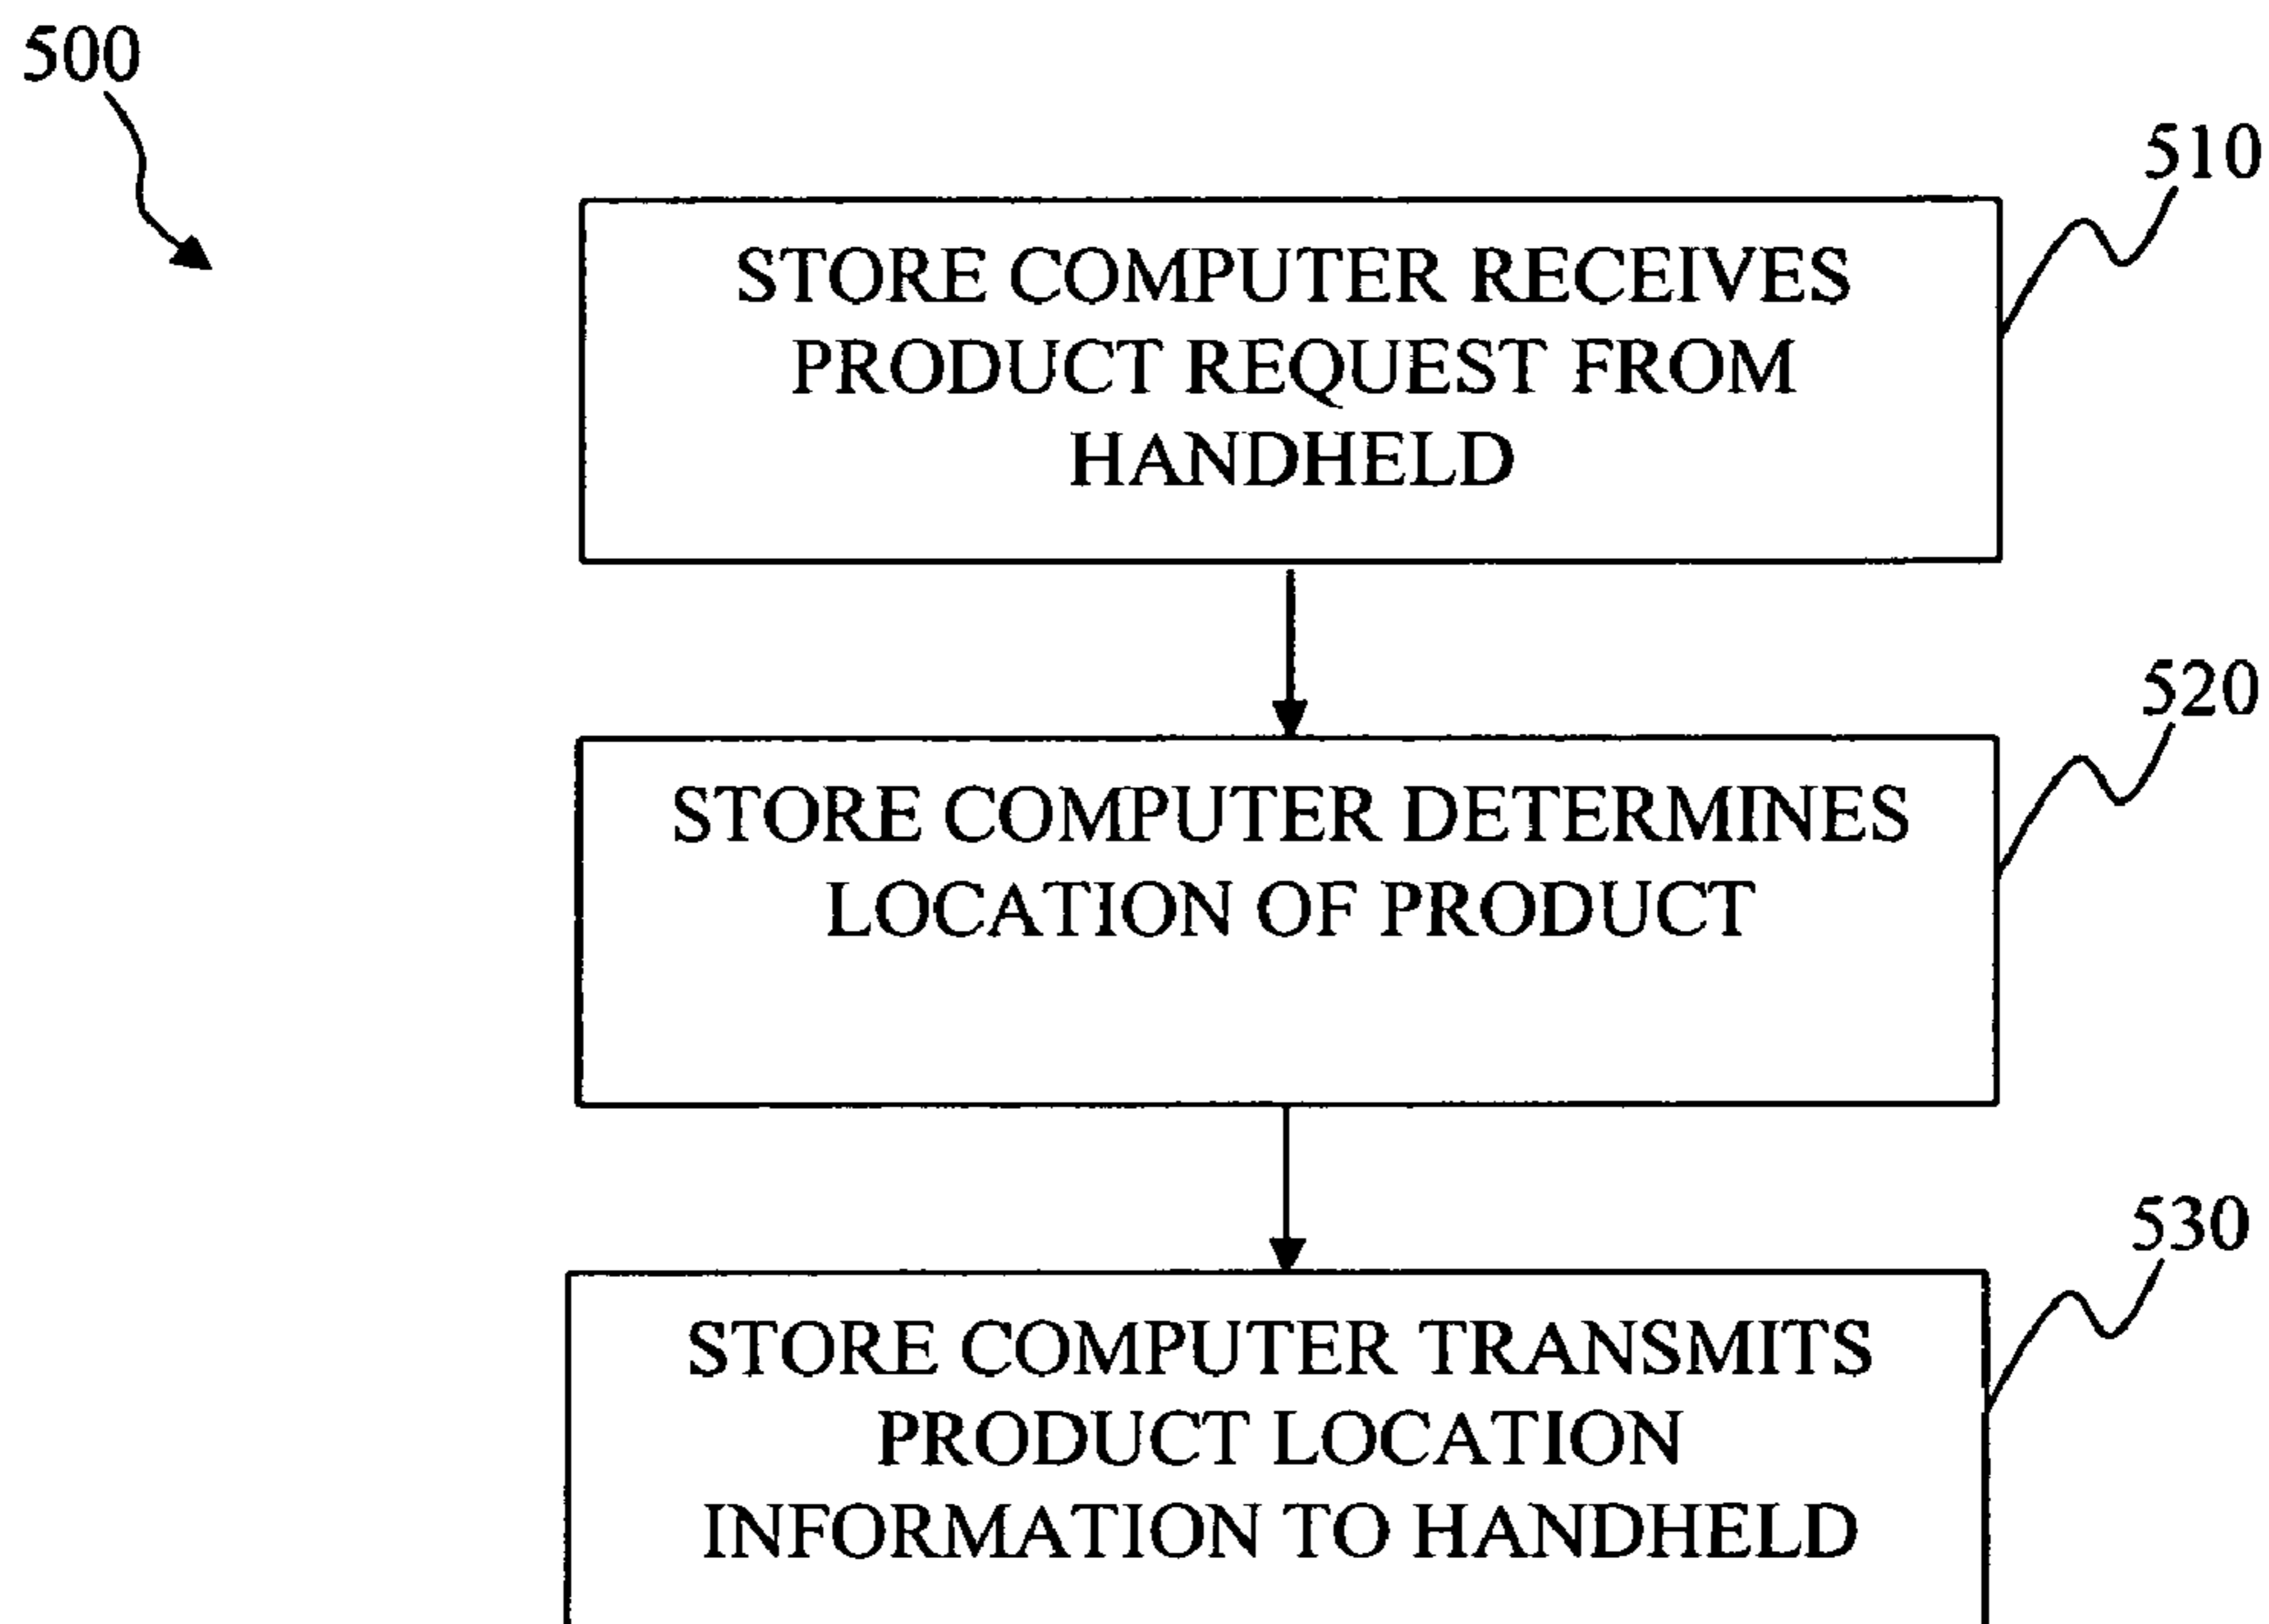 500
510
STORE COMPUTER RECEIVES
PRODUCT REQUEST FROM
HANDHELD
520
STORE COMPUTER DETERMINES
LOCATION OF PRODUCT
530
STORE COMPUTER TRANSMITS
PRODUCT LOCATION
INFORMATION TO HANDHELD